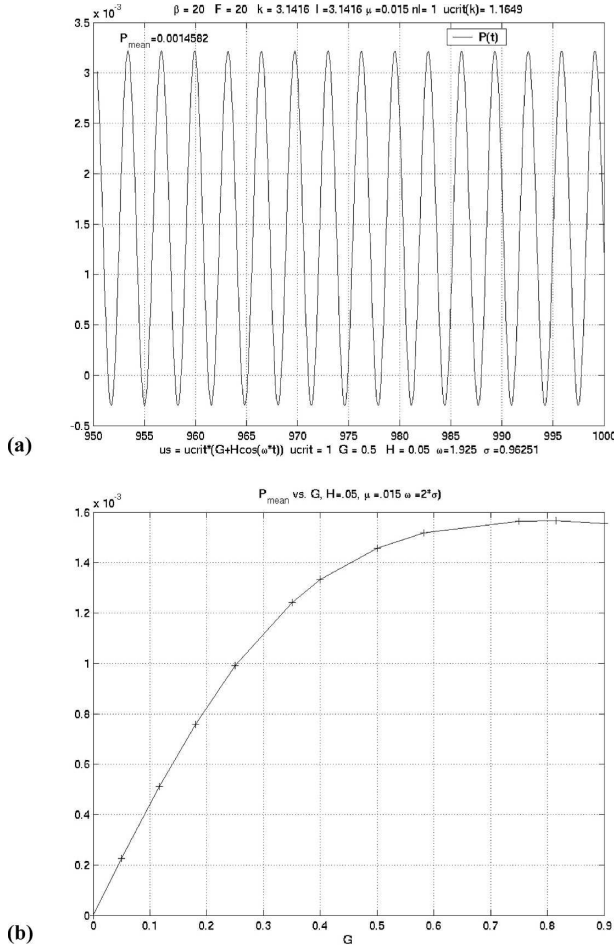 β = 20 F = 20 k = 3.1416 l = 3.1416 μ =0.015 nl= 1 ucrit(k)= 1.1649
x 10⁻³
P_mean =0.0014562
P(t)
3.5
3
2.5
2
1.5
1
0.5
0
-0.5
950 955 960 965 970 975 980 985 990 995 1000
us = ucrit*(G+Hcos(ω*t)) ucrit = 1 G = 0.5 H = 0.05 ω=1.925 σ=0.96251
(a)
P_mean vs. G, H=.05, μ =.015 ω =2*σ)
x 10⁻³
1.6
1.4
1.2
1
0.8
0.6
0.4
0.2
0
0 0.1 0.2 0.3 0.4 0.5 0.6 0.7 0.8 0.9
G
(b)